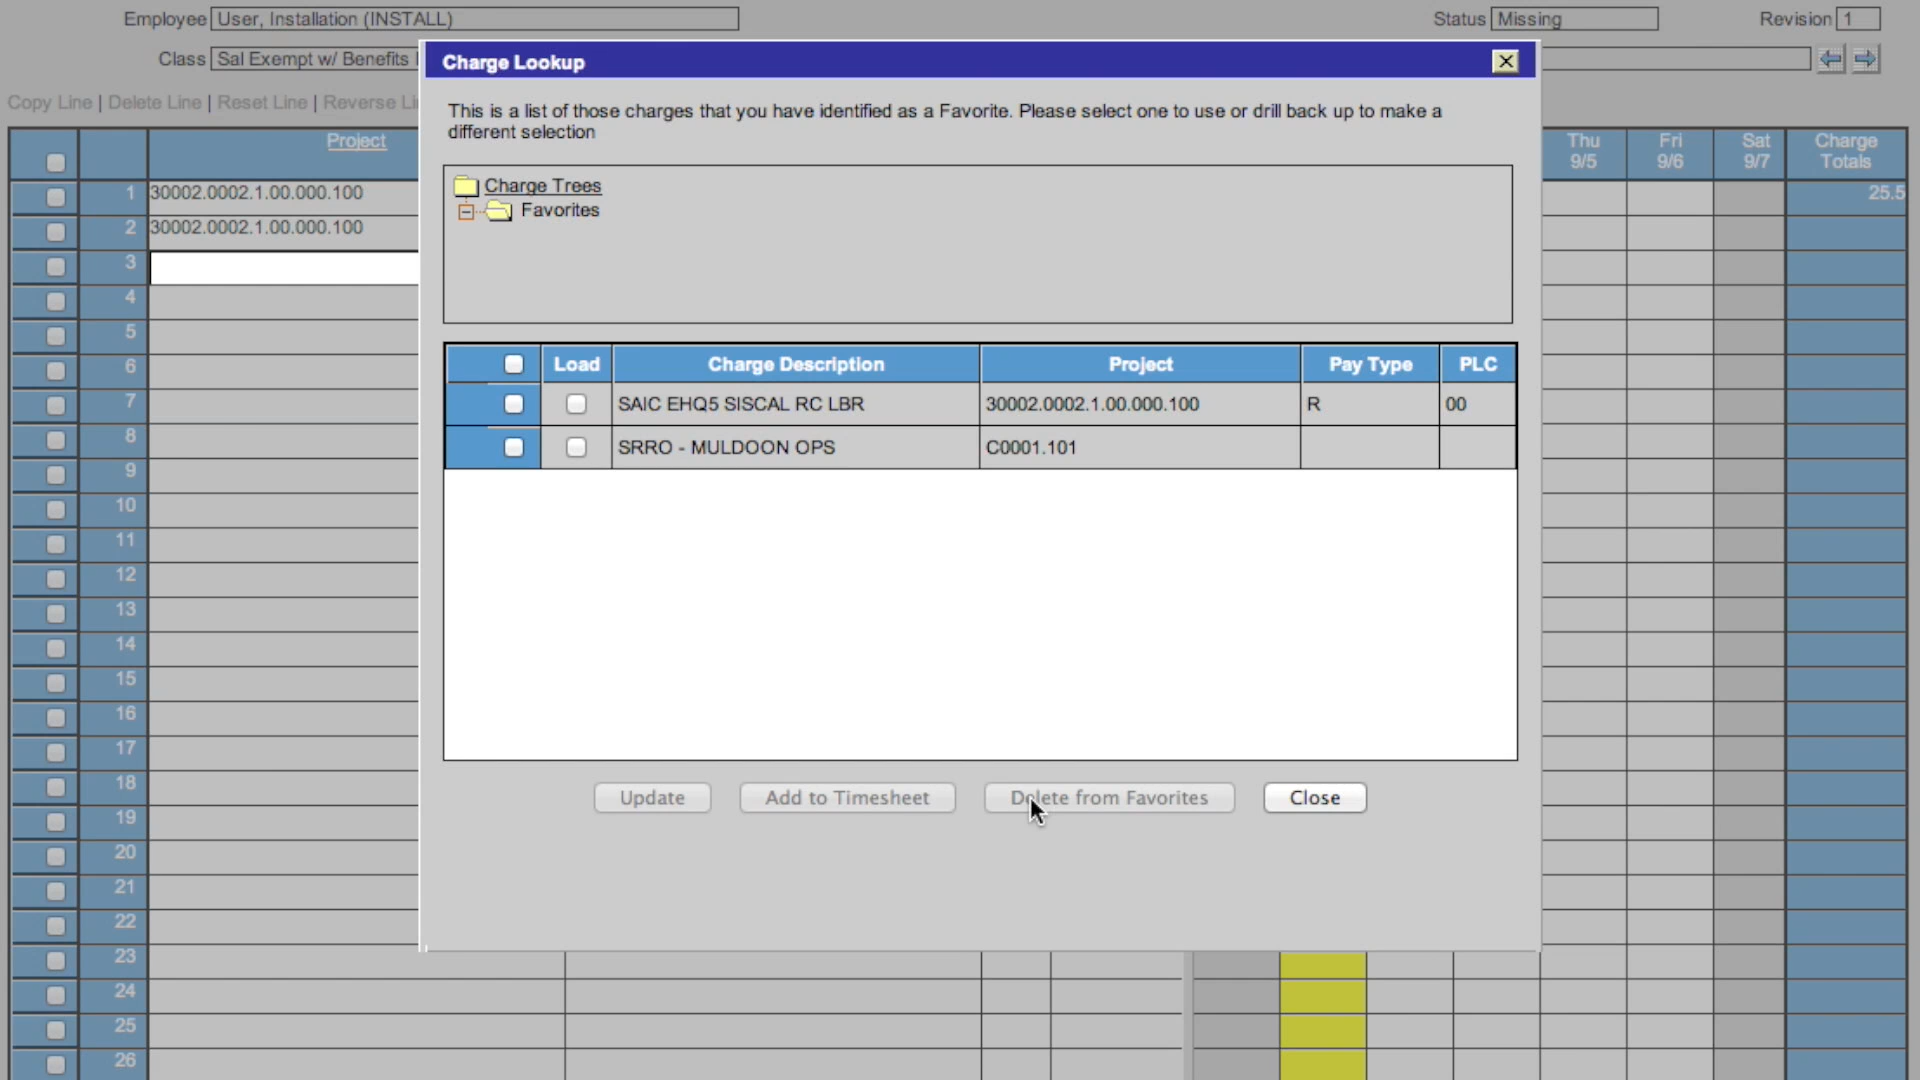 Employee User, Installation (INSTALL) Status Missing Revision 1
Class Sal Exempt w/ Benefits
Copy Line | Delete Line | Reset Line | Reverse
Charge Lookup
This is a list of those charges that you have identified as a Favorite. Please select one to use or drill back up to make a
different selection
Charge Trees
Favorites
Load Charge Description Project Pay Type PLC
SAIC EHQ5 SISCAL RC LBR 30002.0002.1.00.000.100 R 00
SRRO - MULDOON OPS C0001.101
Update Add to Timesheet Delete from Favorites Close
Project Thu Fri Sat Charge
9/5 9/6 9/7 Totals
1 30002.0002.1.00.000.100 25.5
2 30002.0002.1.00.000.100
3
4
5
6
7
8
9
10
11
12
13
14
15
16
17
18
19
20
21
22
23
24
25
26